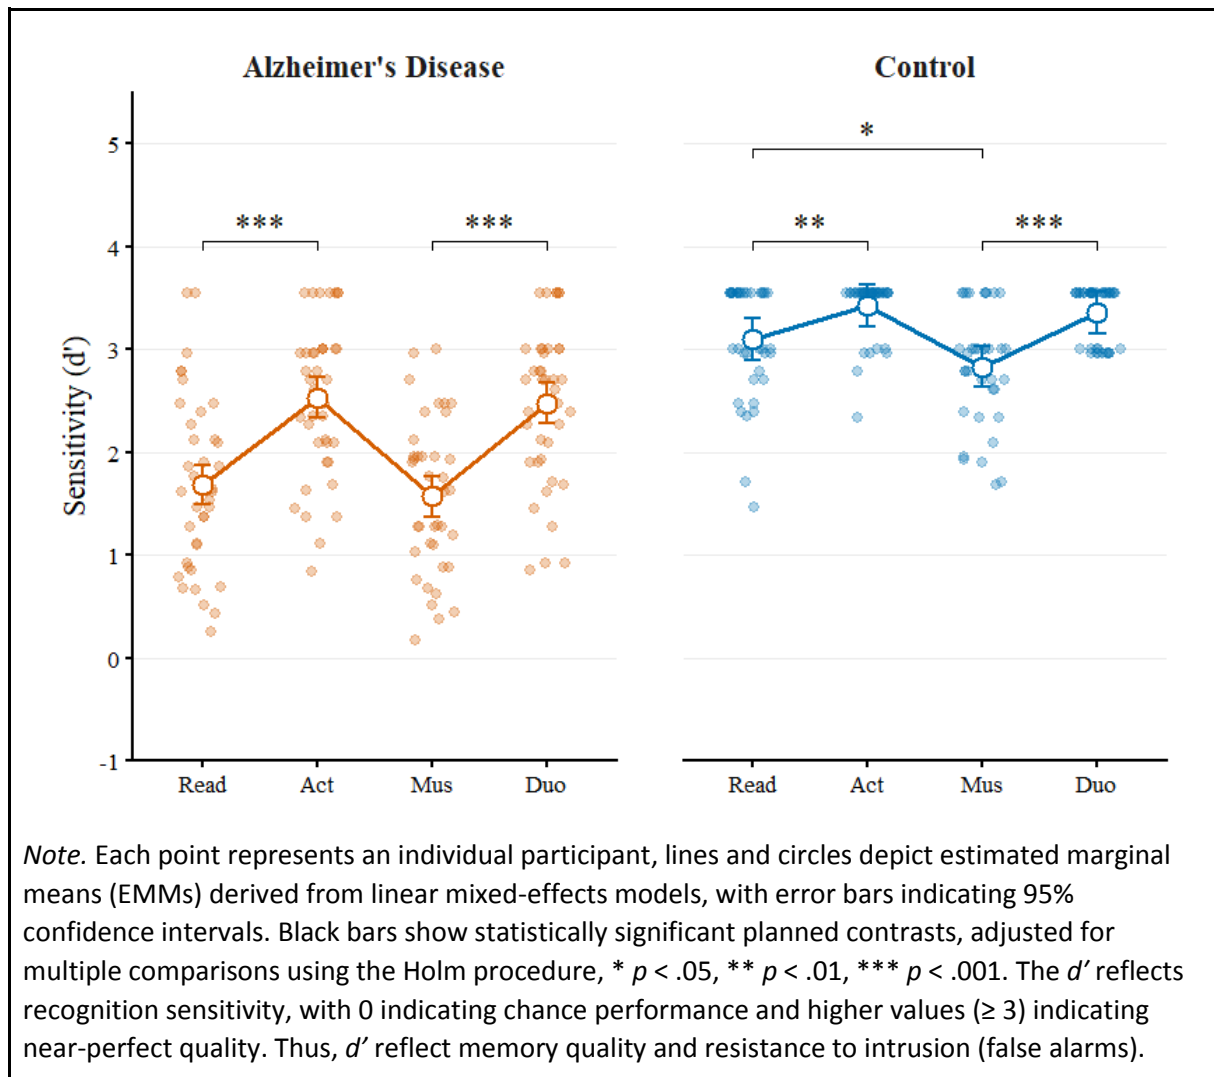 Alzheimer's Disease
Control
*
***
***
**
***
5
4
3
2
1
0
-1
Sensitivity (d')
Read Act Mus Duo
Read Act Mus Duo
Note. Each point represents an individual participant, lines and circles depict estimated marginal
means (EMMs) derived from linear mixed-effects models, with error bars indicating 95%
confidence intervals. Black bars show statistically significant planned contrasts, adjusted for
multiple comparisons using the Holm procedure, * p < .05, ** p < .01, *** p < .001. The d′ reflects
recognition sensitivity, with 0 indicating chance performance and higher values (≥ 3) indicating
near-perfect quality. Thus, d′ reflect memory quality and resistance to intrusion (false alarms).